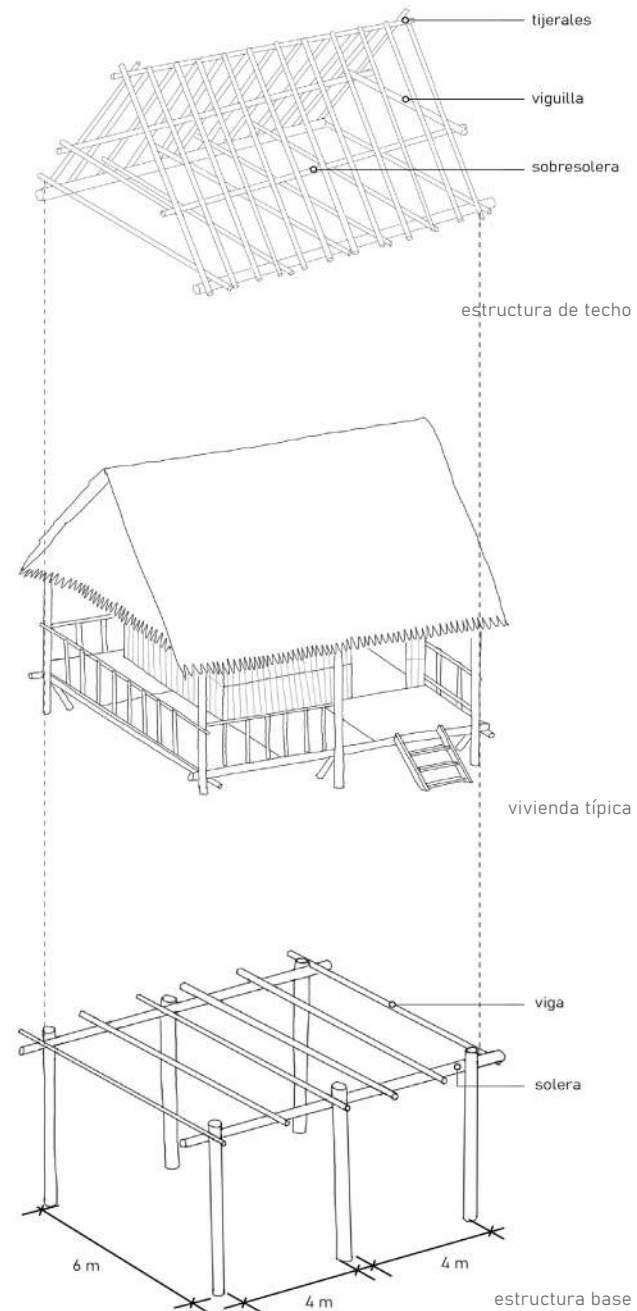 tijerales
viguilla
sobresolera
estructura de techo
vivienda típica
viga
solera
6 m
4 m
4 m
estructura base